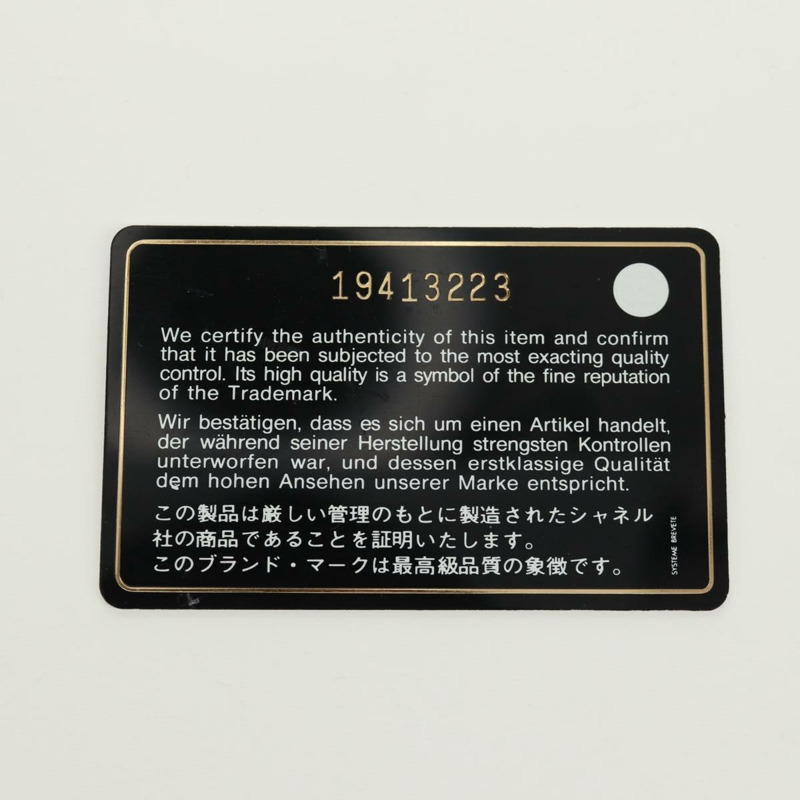 19413223
We certify the authenticity of this item and confirm
that it has been subjected to the most exacting quality
control. Its high quality is a symbol of the fine reputation
of the Trademark.
Wir bestätigen, dass es sich um einen Artikel handelt,
der während seiner Herstellung strengsten Kontrollen
unterworfen war, und dessen erstklassige Qualität
dem hohen Ansehen unserer Marke entspricht.
この製品は厳しい管理のもとに製造されたシャネル
社の商品であることを証明いたします。
このブランド・マークは最高級品質の象徴です。
SYSTEME BREVETE